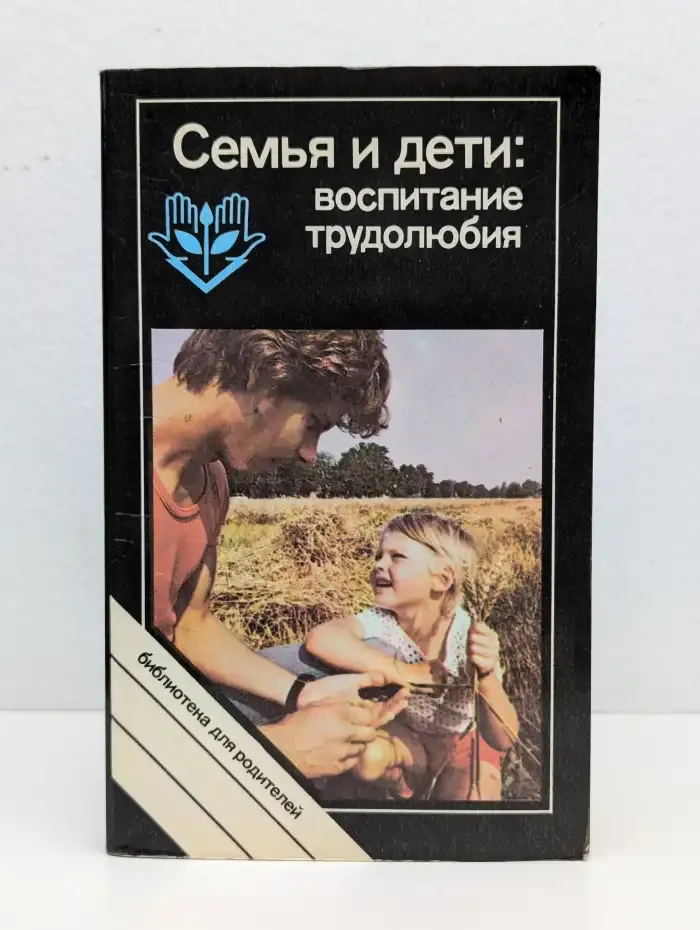 Семья и дети:
воспитание
трудолюбия
библиотека для родителей